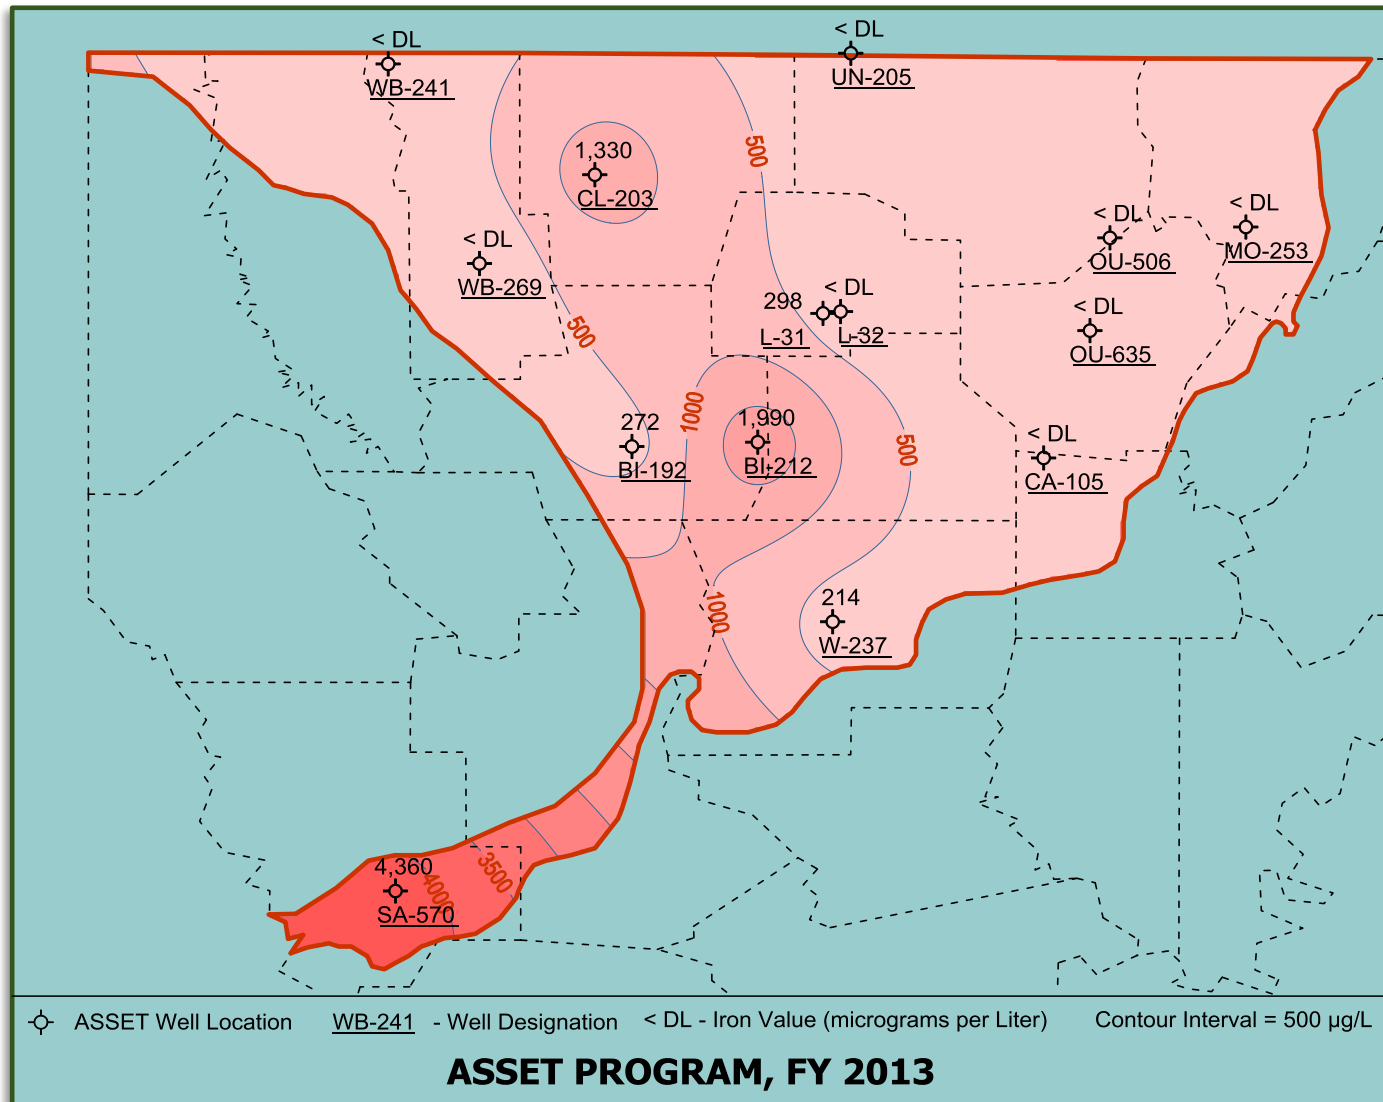 < DL
WB-241
< DL
UN-205
1,330
CL-203
500
< DL
WB-269
< DL
OU-506
< DL
MO-253
298
L-31
< DL
L-32
500
< DL
OU-635
272
BI-192
1000
1,990
BI-212
500
< DL
CA-105
1000
214
W-237
4,360
SA-570
4000
3500
ASSET Well Location WB-241 - Well Designation < DL - Iron Value (micrograms per Liter) Contour Interval = 500 µg/L
ASSET PROGRAM, FY 2013